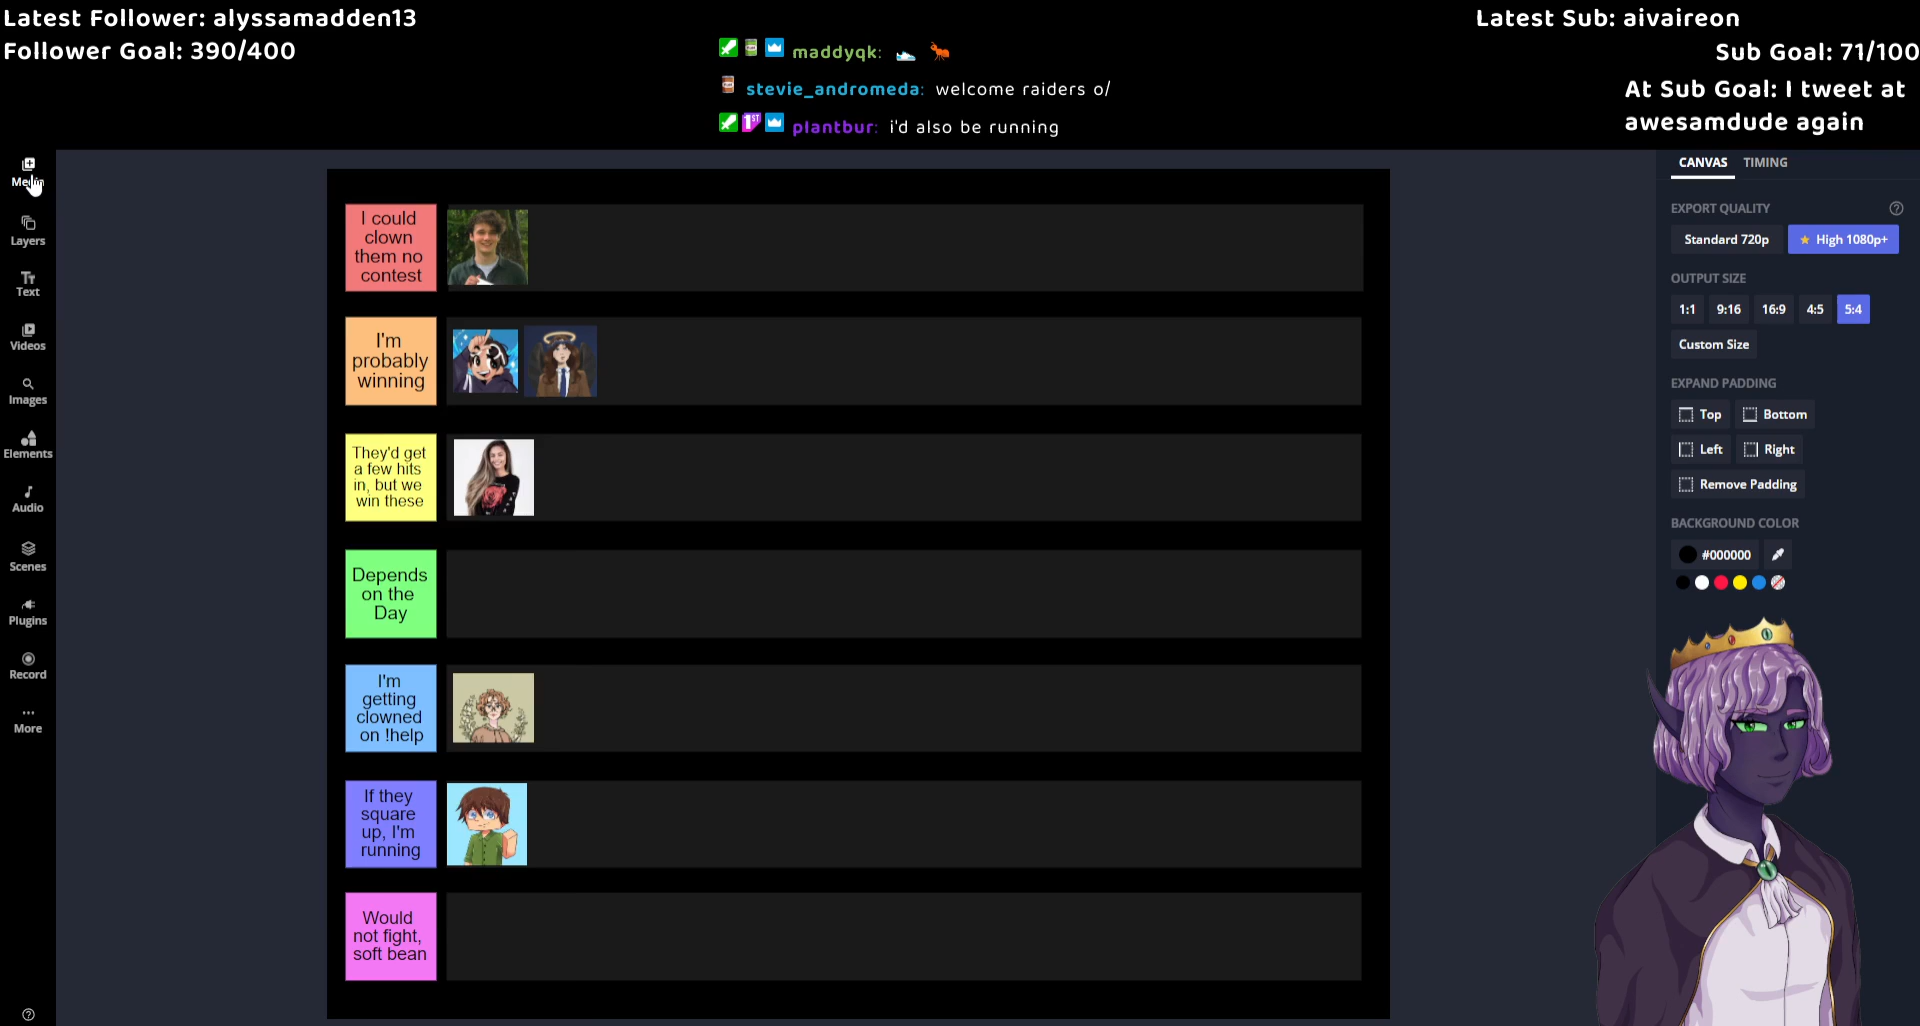 Latest Follower: alyssamadden13
Follower Goal: 390/400
maddyqk:
stevie_andromeda: welcome raiders o/
1ST plantbur: i'd also be running
Latest Sub: aivaireon
Sub Goal: 71/100
At Sub Goal: I tweet at
awesamdude again
Media
Layers
Text
Videos
Images
Elements
Audio
Scenes
Plugins
Record
More
I could
clown
them no
contest
I'm
probably
winning
They'd get
a few hits
in, but we
win these
Depends
on the
Day
I'm
getting
clowned
on !help
If they
square
up, I'm
running
Would
not fight,
soft bean
CANVAS TIMING
EXPORT QUALITY
Standard 720p High 1080p+
OUTPUT SIZE
1:1 9:16 16:9 4:5 5:4
Custom Size
EXPAND PADDING
Top Bottom
Left Right
Remove Padding
BACKGROUND COLOR
#000000